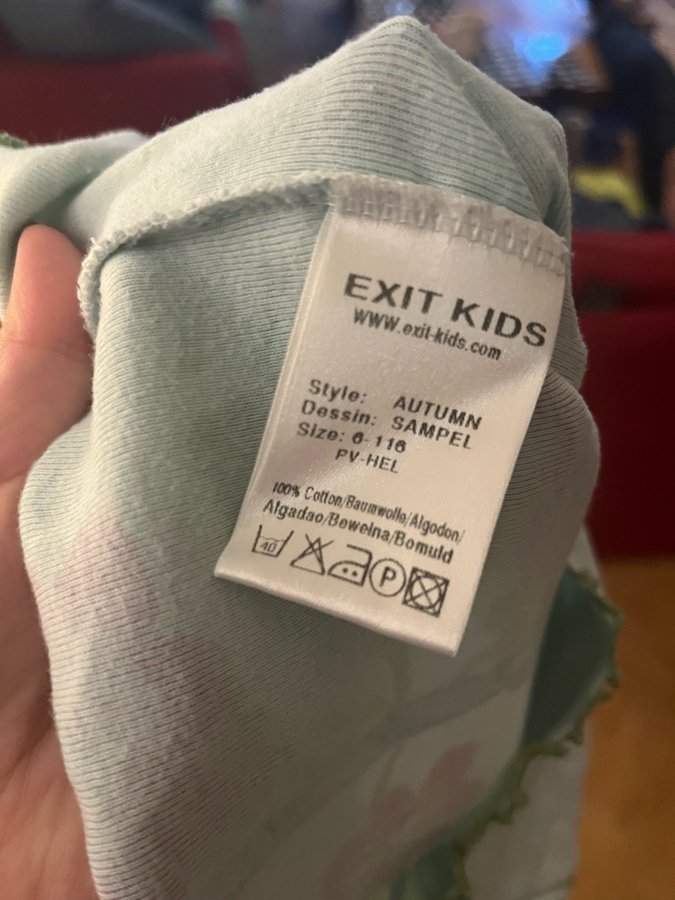 EXIT KIDS
WWW.exit-kids.com
Style: AUTUMN
Dessin: SAMPEL
Size: 6-116
PV-HEL
100% Cotton/Baumwolle/Algodon/
Algadao/Bewelna/Bomuld
40 P